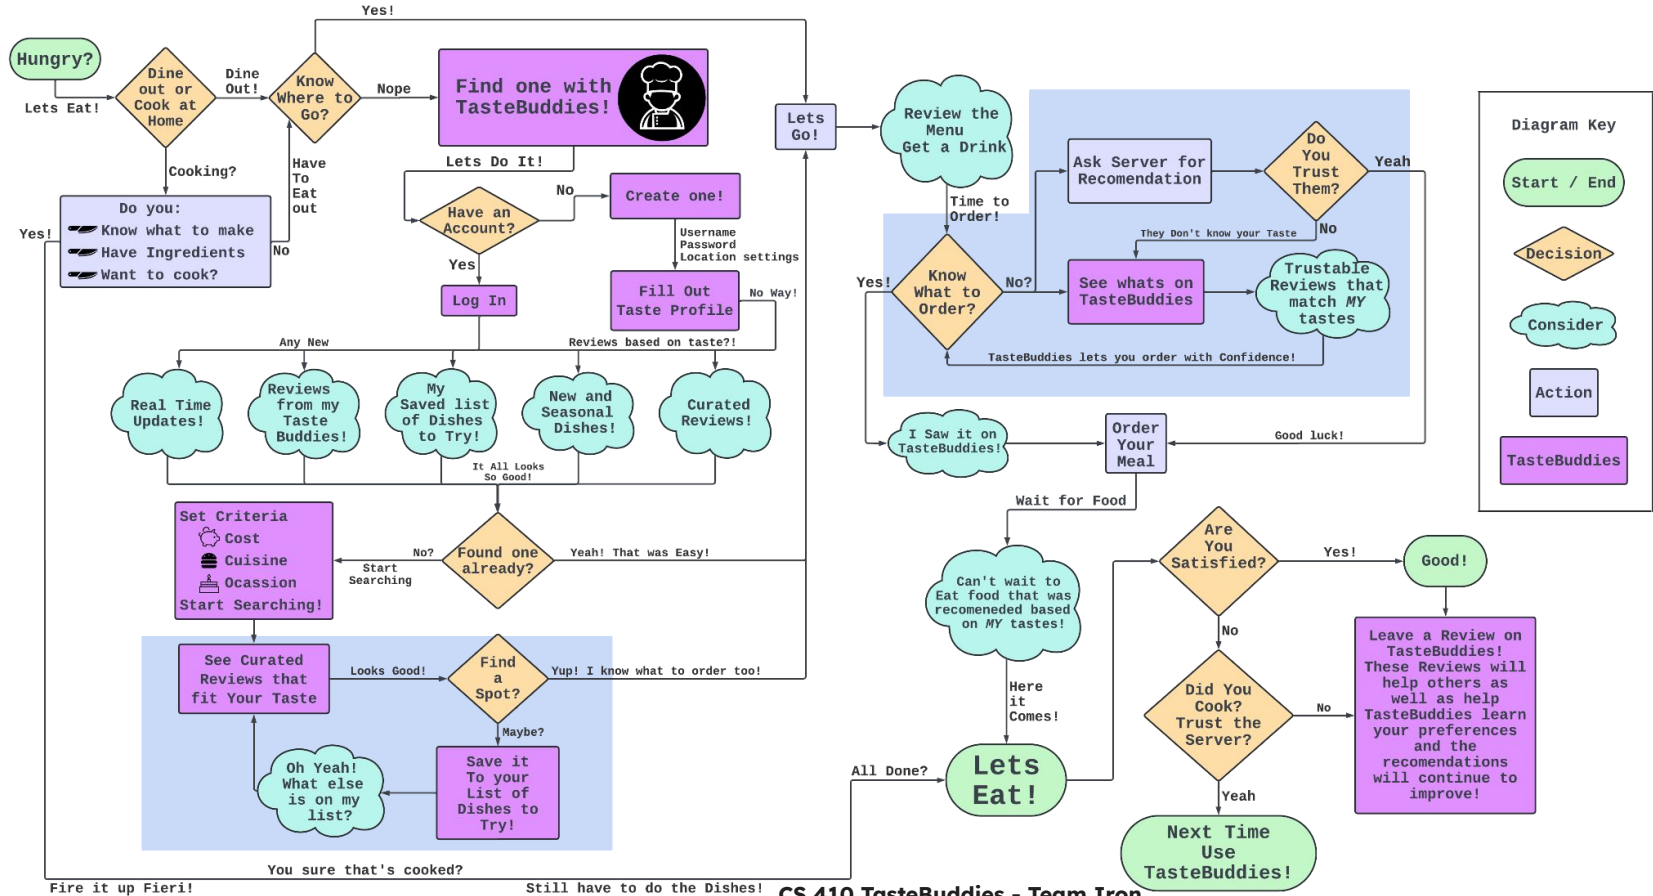 Hungry?
Lets Eat!
Dine
out or
Cook at
Home
Dine
Out!
Cooking?
Know
Where to
Go?
Yes!
Nope
Have
To
Eat
out
No
Do you:
Know what to make
Have Ingredients
Want to cook?
Yes!
Find one with
TasteBuddies!
Lets Do It!
Have an
Account?
No
Yes
Create one!
Username
Password
Location settings
Fill Out
Taste Profile
No Way!
Log In
Any New
Reviews based on taste?!
Real Time
Updates!
Reviews
from my
Taste
Buddies!
My
Saved list
of Dishes
to Try!
New and
Seasonal
Dishes!
Curated
Reviews!
It All Looks
So Good!
Found one
already?
No?
Start
Searching
Yeah! That was Easy!
Set Criteria
Cost
Cuisine
Ocassion
Start Searching!
See Curated
Reviews that
fit Your Taste
Looks Good!
Find
a
Spot?
Yup! I know what to order too!
Maybe?
Save it
To your
List of
Dishes to
Try!
Oh Yeah!
What else
is on my
list?
You sure that's cooked?
Fire it up Fieri!
Still have to do the Dishes!
All Done?
Lets
Go!
Review the
Menu
Get a Drink
Time to
Order!
Know
What to
Order?
Yes!
No?
Ask Server for
Recomendation
Do
You
Trust
Them?
Yeah
No
They Don't know your Taste
See whats on
TasteBuddies
Trustable
Reviews that
match MY
tastes
TasteBuddies lets you order with Confidence!
I Saw it on
TasteBuddies!
Order
Your
Meal
Good luck!
Wait for Food
Can't wait to
Eat food that was
recomeneded based
on MY tastes!
Here
it
Comes!
Lets
Eat!
Are
You
Satisfied?
Yes!
No
Good!
Did You
Cook?
Trust the
Server?
No
Yeah
Leave a Review on
TasteBuddies!
These Reviews will
help others as
well as help
TasteBuddies learn
your preferences
and the
recomendations
will continue to
improve!
Next Time
Use
TasteBuddies!
Diagram Key
Start / End
Decision
Consider
Action
TasteBuddies
CS 410 TasteBuddies - Team Iron